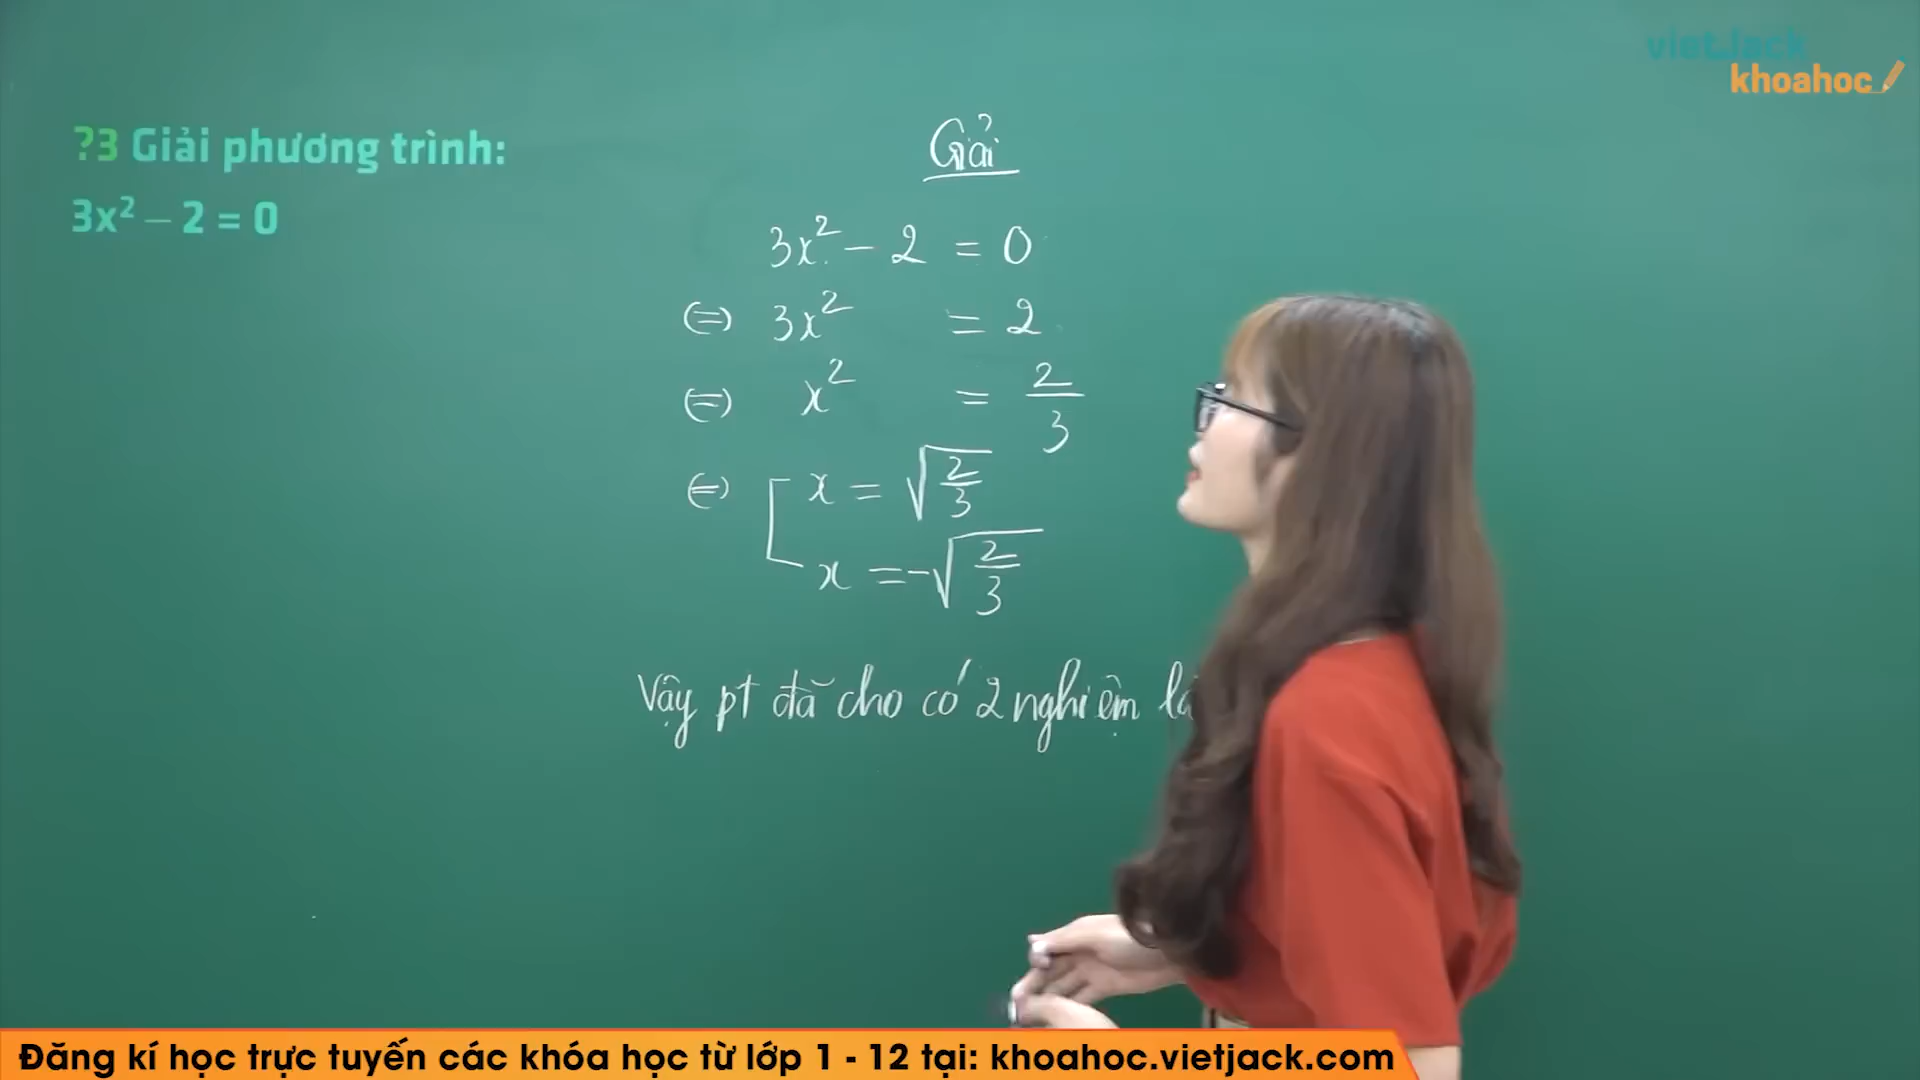 vietJack
khoahoc
?3 Giải phương trình:
3x² – 2 = 0
Giải
3x² – 2 = 0
(=) 3x² = 2
(=) x² = 2/3
(=) [ x = √(2/3)
x = -√(2/3)
Vậy pt đã cho có 2 nghiệm là
Đăng kí học trực tuyến các khóa học từ lớp 1 - 12 tại: khoahoc.vietjack.com